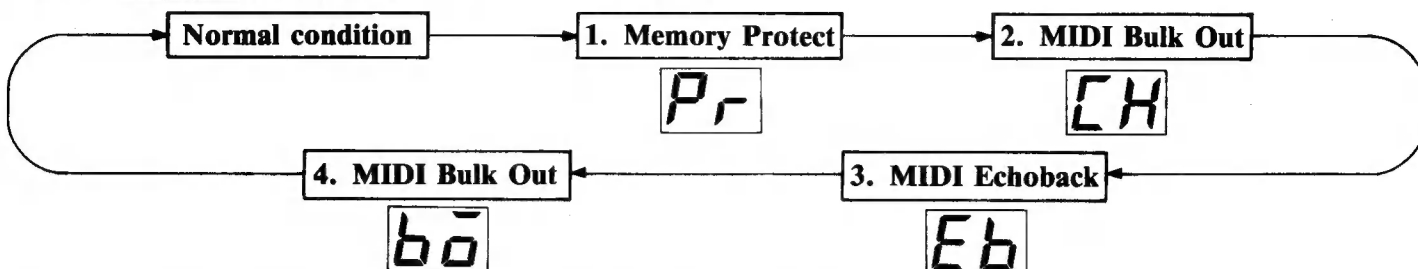 Normal condition
1. Memory Protect
2. MIDI Bulk Out
Pr
CH
3. MIDI Echoback
Eb
4. MIDI Bulk Out
bō